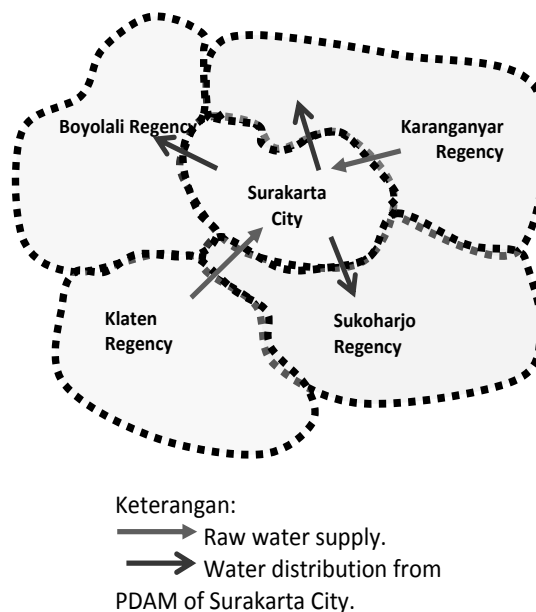 Boyolali Regency
Karanganyar
Regency
Surakarta
City
Klaten
Regency
Sukoharjo
Regency
Keterangan:
Raw water supply.
Water distribution from
PDAM of Surakarta City.